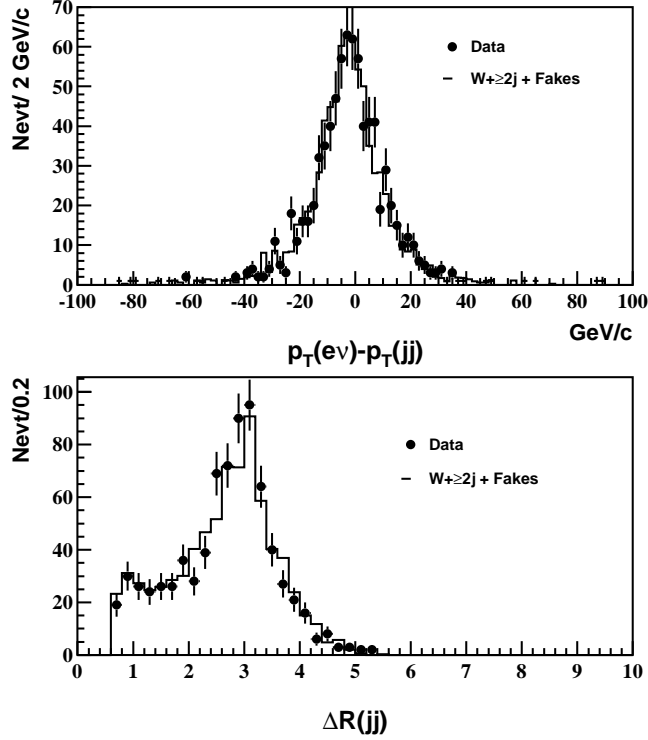 Nevt/ 2 GeV/c
70
60
50
40
30
20
10
0
Data
W+≥2j + Fakes
-100 -80 -60 -40 -20 0 20 40 60 80 100
GeV/c
p_T(eν)-p_T(jj)
Nevt/0.2
100
80
60
40
20
0
Data
W+≥2j + Fakes
0 1 2 3 4 5 6 7 8 9 10
ΔR(jj)